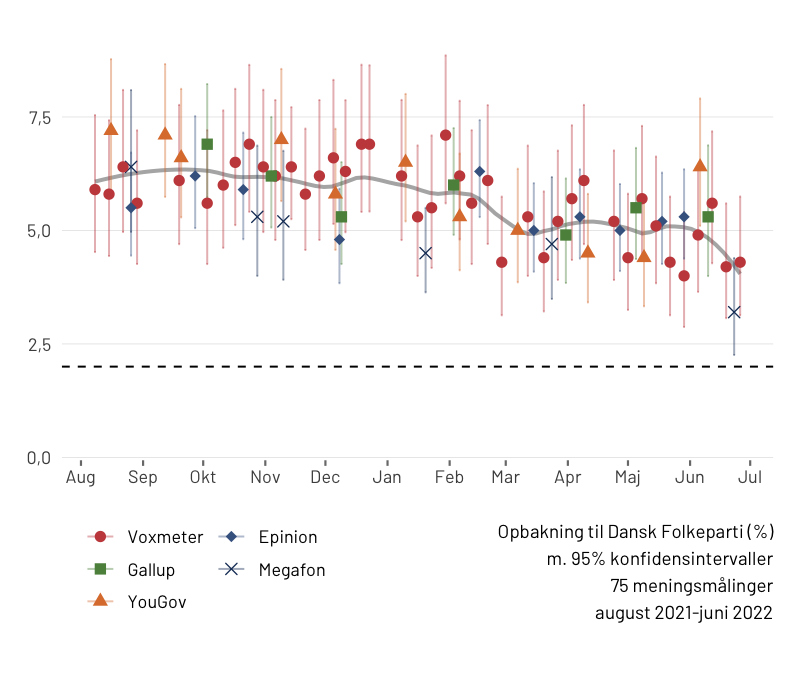 7,5
5,0
2,5
0,0
Aug Sep Okt Nov Dec Jan Feb Mar Apr Maj Jun Jul
Voxmeter Epinion
Gallup Megafon
YouGov
Opbakning til Dansk Folkeparti (%)
m. 95% konfidensintervaller
75 meningsmålinger
august 2021-juni 2022